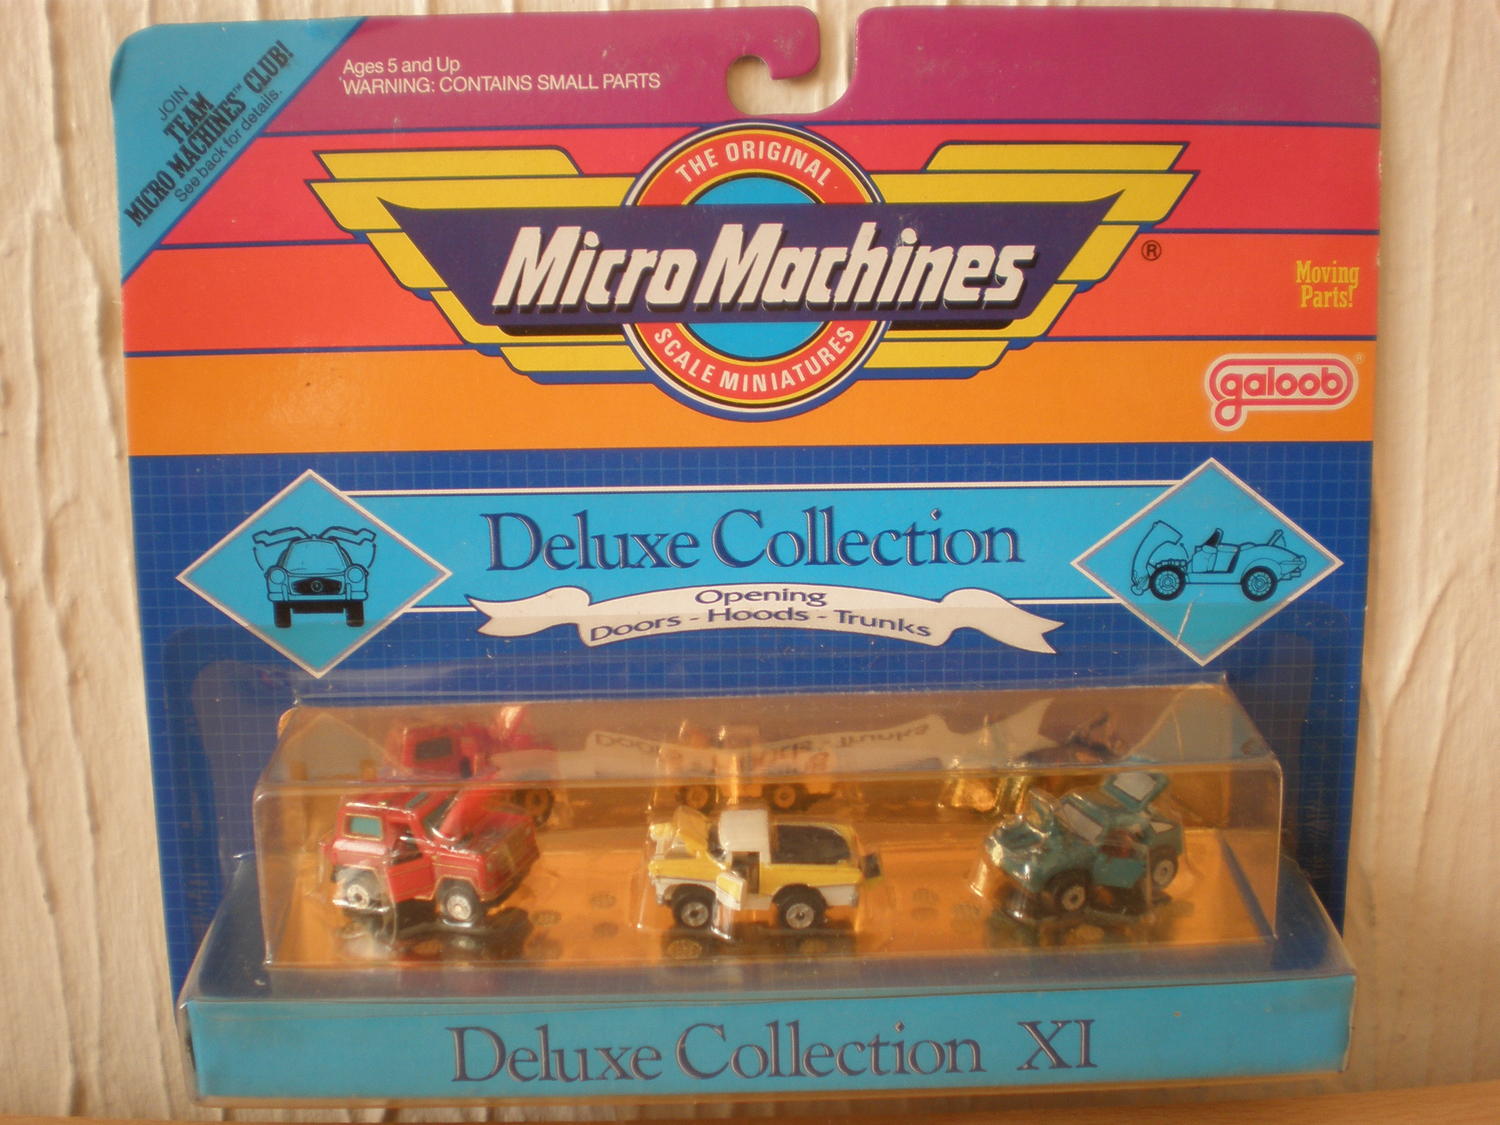 JOIN
TEAM
MICRO MACHINES™ CLUB!
See back for details.
Ages 5 and Up
WARNING: CONTAINS SMALL PARTS
THE ORIGINAL
Micro Machines
®
SCALE MINIATURES
Moving
Parts!
galoob®
Deluxe Collection
Opening
Doors - Hoods - Trunks
Deluxe Collection XI